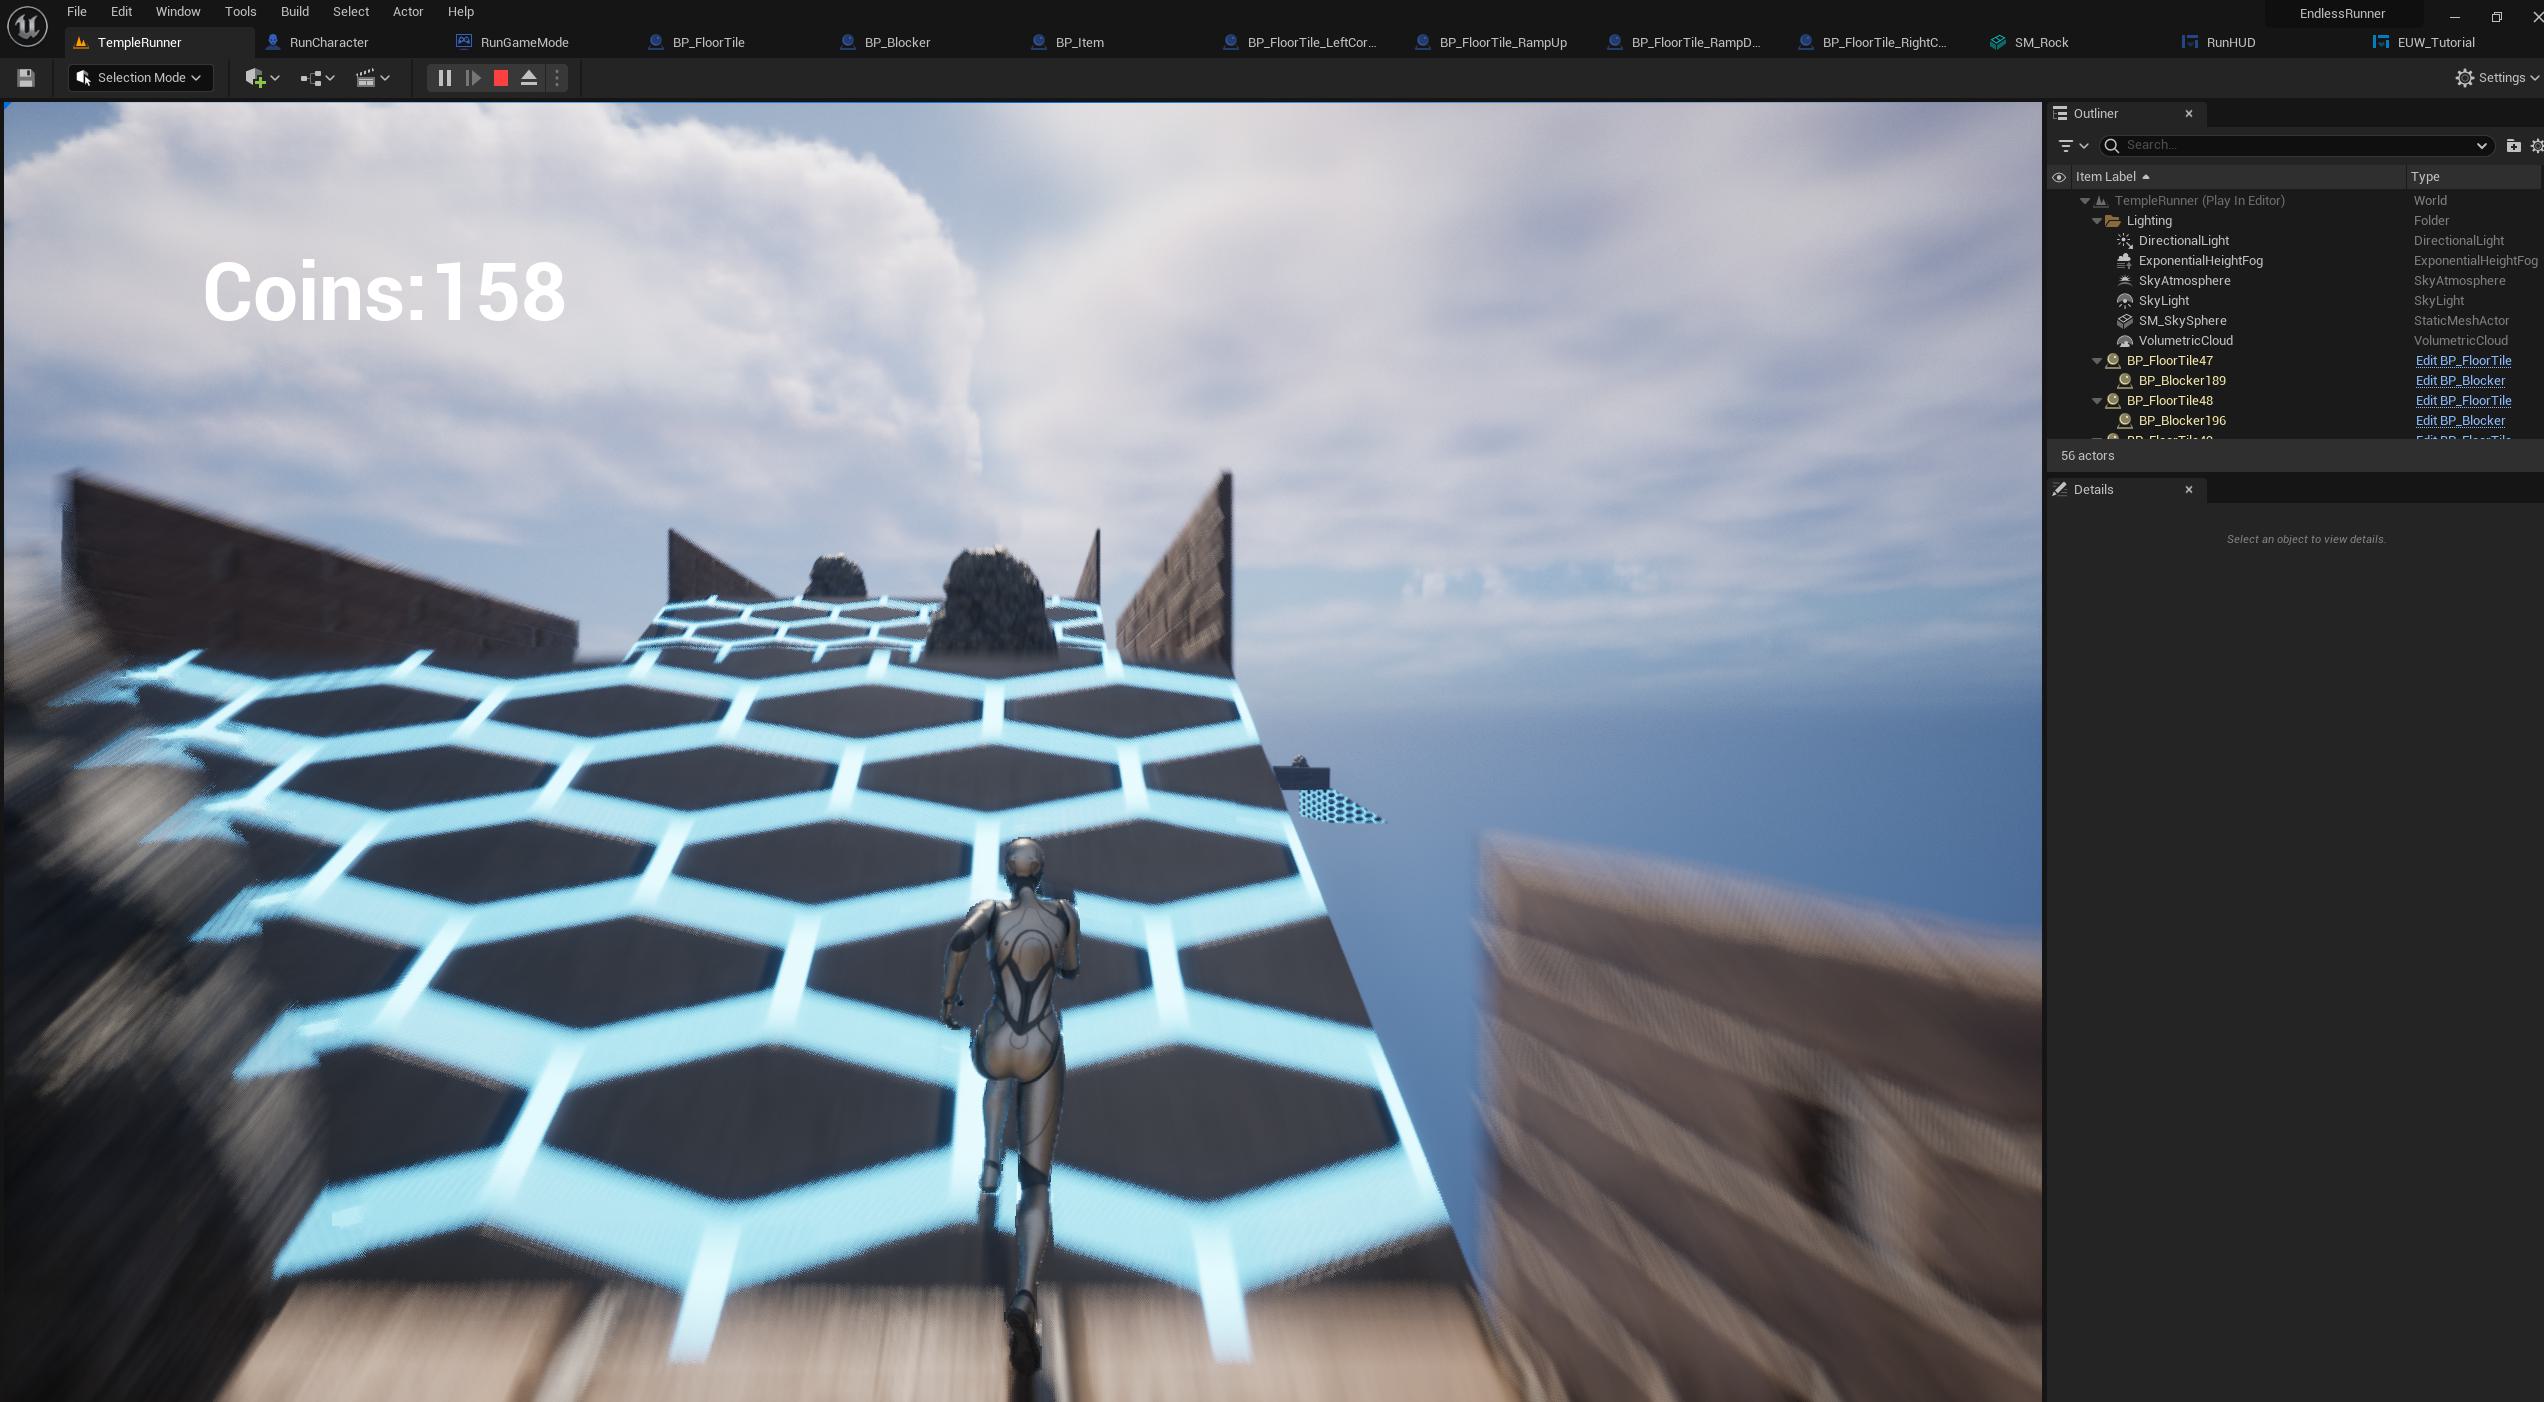 File Edit Window Tools Build Select Actor Help
EndlessRunner
TempleRunner RunCharacter RunGameMode BP_FloorTile BP_Blocker BP_Item BP_FloorTile_LeftCor... BP_FloorTile_RampUp BP_FloorTile_RampD... BP_FloorTile_RightC... SM_Rock RunHUD EUW_Tutorial
Selection Mode
Settings
Coins:158
Outliner
Search...
Item Label Type
TempleRunner (Play In Editor) World
Lighting Folder
DirectionalLight DirectionalLight
ExponentialHeightFog ExponentialHeightFog
SkyAtmosphere SkyAtmosphere
SkyLight SkyLight
SM_SkySphere StaticMeshActor
VolumetricCloud VolumetricCloud
BP_FloorTile47 Edit BP_FloorTile
BP_Blocker189 Edit BP_Blocker
BP_FloorTile48 Edit BP_FloorTile
BP_Blocker196 Edit BP_Blocker
56 actors
Details
Select an object to view details.